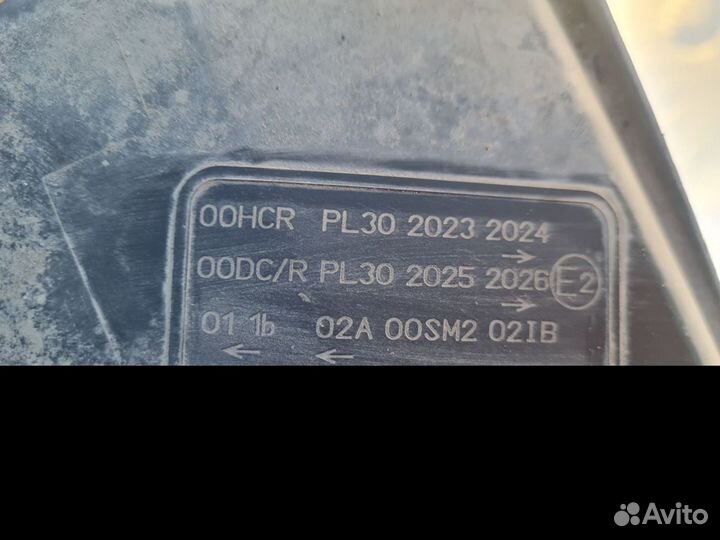 00HCR PL30 2023 2024
→
00DC/R PL30 2025 2026 E2
→
01 1b 02A 00SM2 02IB
← ←
Avito